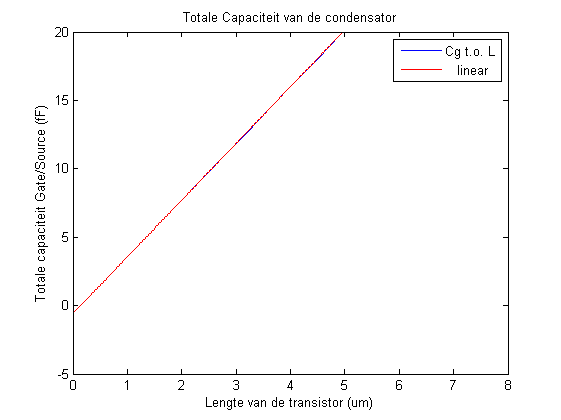 Totale Capaciteit van de condensator
20
15
10
5
0
-5
Totale capaciteit Gate/Source (fF)
Cg t.o. L
linear
0 1 2 3 4 5 6 7 8
Lengte van de transistor (um)